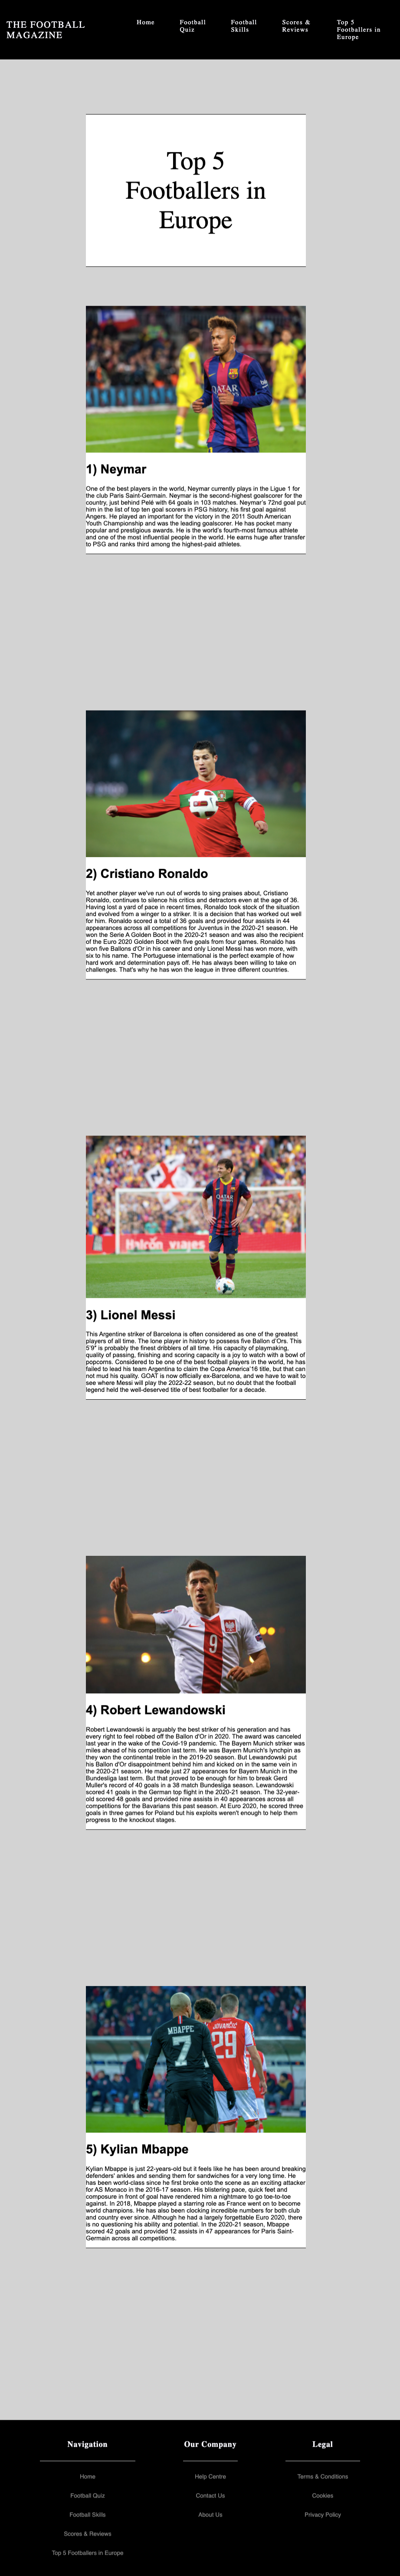 THE FOOTBALL
MAGAZINE
Home
Football
Quiz
Football
Skills
Scores &
Reviews
Top 5
Footballers in
Europe
Top 5
Footballers in
Europe
QATAR
1) Neymar
One of the best players in the world, Neymar currently plays in the Ligue 1 for
the club Paris Saint-Germain. Neymar is the second-highest goalscorer for the
country, just behind Pelé with 64 goals in 103 matches. Neymar's 72nd goal put
him in the list of top ten goal scorers in PSG history, his first goal against
Angers. He played an important for the victory in the 2011 South American
Youth Championship and was the leading goalscorer. He has pocket many
popular and prestigious awards. He is the world's fourth-most famous athlete
and one of the most influential people in the world. He earns huge after transfer
to PSG and ranks third among the highest-paid athletes.
2) Cristiano Ronaldo
Yet another player we've run out of words to sing praises about, Cristiano
Ronaldo, continues to silence his critics and detractors even at the age of 36.
Having lost a yard of pace in recent times, Ronaldo took stock of the situation
and evolved from a winger to a striker. It is a decision that has worked out well
for him. Ronaldo scored a total of 36 goals and provided four assists in 44
appearances across all competitions for Juventus in the 2020-21 season. He
won the Serie A Golden Boot in the 2020-21 season and was also the recipient
of the Euro 2020 Golden Boot with five goals from four games. Ronaldo has
won five Ballons d'Or in his career and only Lionel Messi has won more, with
six to his name. The Portuguese international is the perfect example of how
hard work and determination pays off. He has always been willing to take on
challenges. That's why he has won the league in three different countries.
QATAR
Halcón viajes
3) Lionel Messi
This Argentine striker of Barcelona is often considered as one of the greatest
players of all time. The lone player in history to possess five Ballon d'Ors. This
5'9" is probably the finest dribblers of all time. His capacity of playmaking,
quality of passing, finishing and scoring capacity is a joy to watch with a bowl of
popcorns. Considered to be one of the best football players in the world, he has
failed to lead his team Argentina to claim the Copa America'16 title, but that can
not mud his quality. GOAT is now officially ex-Barcelona, and we have to wait to
see where Messi will play the 2022-22 season, but no doubt that the football
legend held the well-deserved title of best footballer for a decade.
9
4) Robert Lewandowski
Robert Lewandowski is arguably the best striker of his generation and has
every right to feel robbed off the Ballon d'Or in 2020. The award was canceled
last year in the wake of the Covid-19 pandemic. The Bayern Munich striker was
miles ahead of his competition last term. He was Bayern Munich's lynchpin as
they won the continental treble in the 2019-20 season. But Lewandowski put
his Ballon d'Or disappointment behind him and kicked on in the same vein in
the 2020-21 season. He made just 27 appearances for Bayern Munich in the
Bundesliga last term. But that proved to be enough for him to break Gerd
Muller's record of 40 goals in a 38 match Bundesliga season. Lewandowski
scored 41 goals in the German top flight in the 2020-21 season. The 32-year-
old scored 48 goals and provided nine assists in 40 appearances across all
competitions for the Bavarians this past season. At Euro 2020, he scored three
goals in three games for Poland but his exploits weren't enough to help them
progress to the knockout stages.
MBAPPE
7
JOVANČIĆ
29
5) Kylian Mbappe
Kylian Mbappe is just 22-years-old but it feels like he has been around breaking
defenders' ankles and sending them for sandwiches for a very long time. He
has been world-class since he first broke onto the scene as an exciting attacker
for AS Monaco in the 2016-17 season. His blistering pace, quick feet and
composure in front of goal have rendered him a nightmare to go toe-to-toe
against. In 2018, Mbappe played a starring role as France went on to become
world champions. He has also been clocking incredible numbers for both club
and country ever since. Although he had a largely forgettable Euro 2020, there
is no questioning his ability and potential. In the 2020-21 season, Mbappe
scored 42 goals and provided 12 assists in 47 appearances for Paris Saint-
Germain across all competitions.
Navigation
Home
Football Quiz
Football Skills
Scores & Reviews
Top 5 Footballers in Europe
Our Company
Help Centre
Contact Us
About Us
Legal
Terms & Conditions
Cookies
Privacy Policy